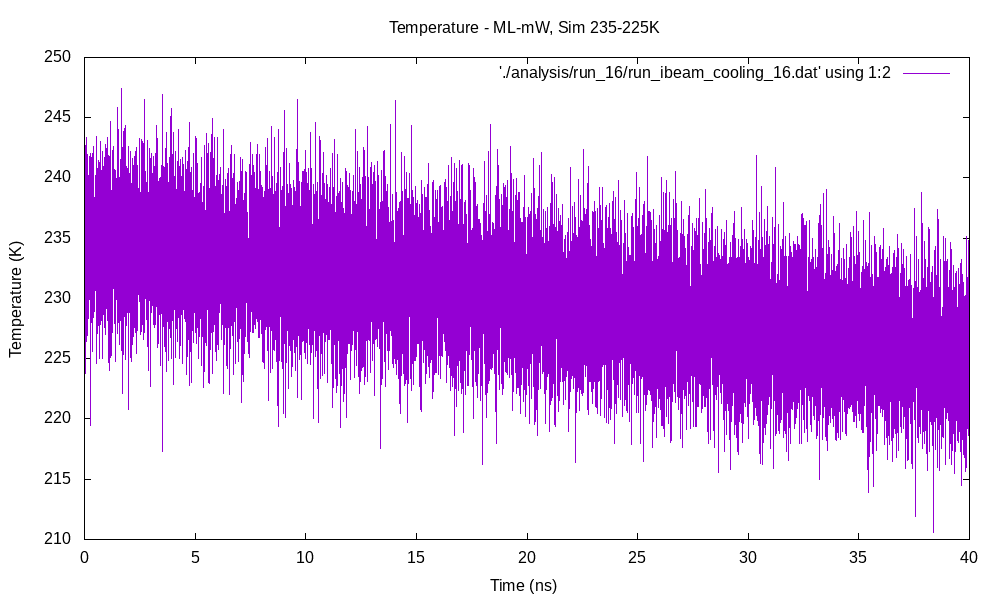 Temperature - ML-mW, Sim 235-225K
'./analysis/run_16/run_ibeam_cooling_16.dat' using 1:2
250
245
240
235
230
225
220
215
210
Temperature (K)
0 5 10 15 20 25 30 35 40
Time (ns)